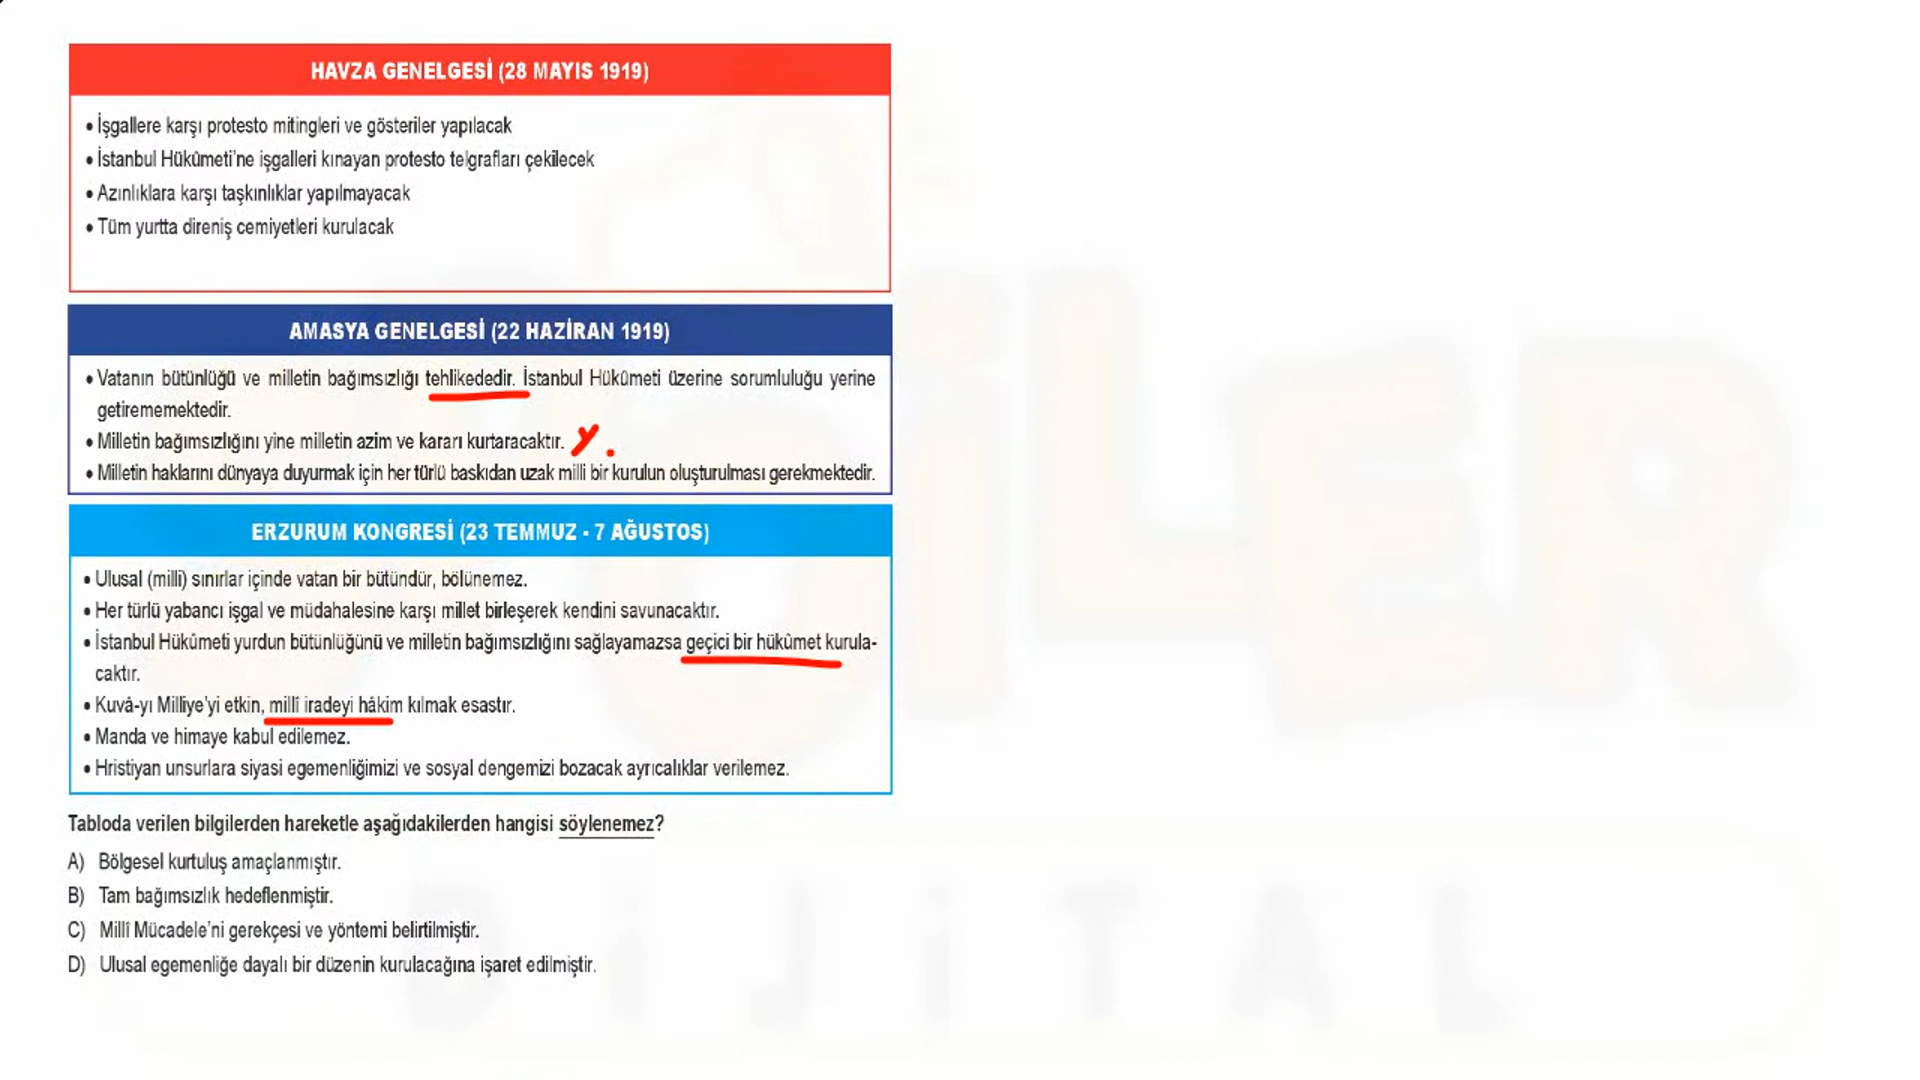 HAVZA GENELGESİ (28 MAYIS 1919)
• İşgallere karşı protesto mitingleri ve gösteriler yapılacak
• İstanbul Hükûmeti'ne işgalleri kınayan protesto telgrafları çekilecek
• Azınlıklara karşı taşkınlıklar yapılmayacak
• Tüm yurtta direniş cemiyetleri kurulacak
AMASYA GENELGESİ (22 HAZİRAN 1919)
• Vatanın bütünlüğü ve milletin bağımsızlığı tehlikededir. İstanbul Hükûmeti üzerine sorumluluğu yerine
getirememektedir.
• Milletin bağımsızlığını yine milletin azim ve kararı kurtaracaktır.
• Milletin haklarını dünyaya duyurmak için her türlü baskıdan uzak milli bir kurulun oluşturulması gerekmektedir.
ERZURUM KONGRESİ (23 TEMMUZ - 7 AĞUSTOS)
• Ulusal (milli) sınırlar içinde vatan bir bütündür, bölünemez.
• Her türlü yabancı işgal ve müdahalesine karşı millet birleşerek kendini savunacaktır.
• İstanbul Hükûmeti yurdun bütünlüğünü ve milletin bağımsızlığını sağlayamazsa geçici bir hükûmet kurula-
caktır.
• Kuvâ-yı Milliye'yi etkin, millî iradeyi hâkim kılmak esastır.
• Manda ve himaye kabul edilemez.
• Hristiyan unsurlara siyasi egemenliğimizi ve sosyal dengemizi bozacak ayrıcalıklar verilemez.
Tabloda verilen bilgilerden hareketle aşağıdakilerden hangisi söylenemez?
A) Bölgesel kurtuluş amaçlanmıştır.
B) Tam bağımsızlık hedeflenmiştir.
C) Millî Mücadele'ni gerekçesi ve yöntemi belirtilmiştir.
D) Ulusal egemenliğe dayalı bir düzenin kurulacağına işaret edilmiştir.
DİJİTAL